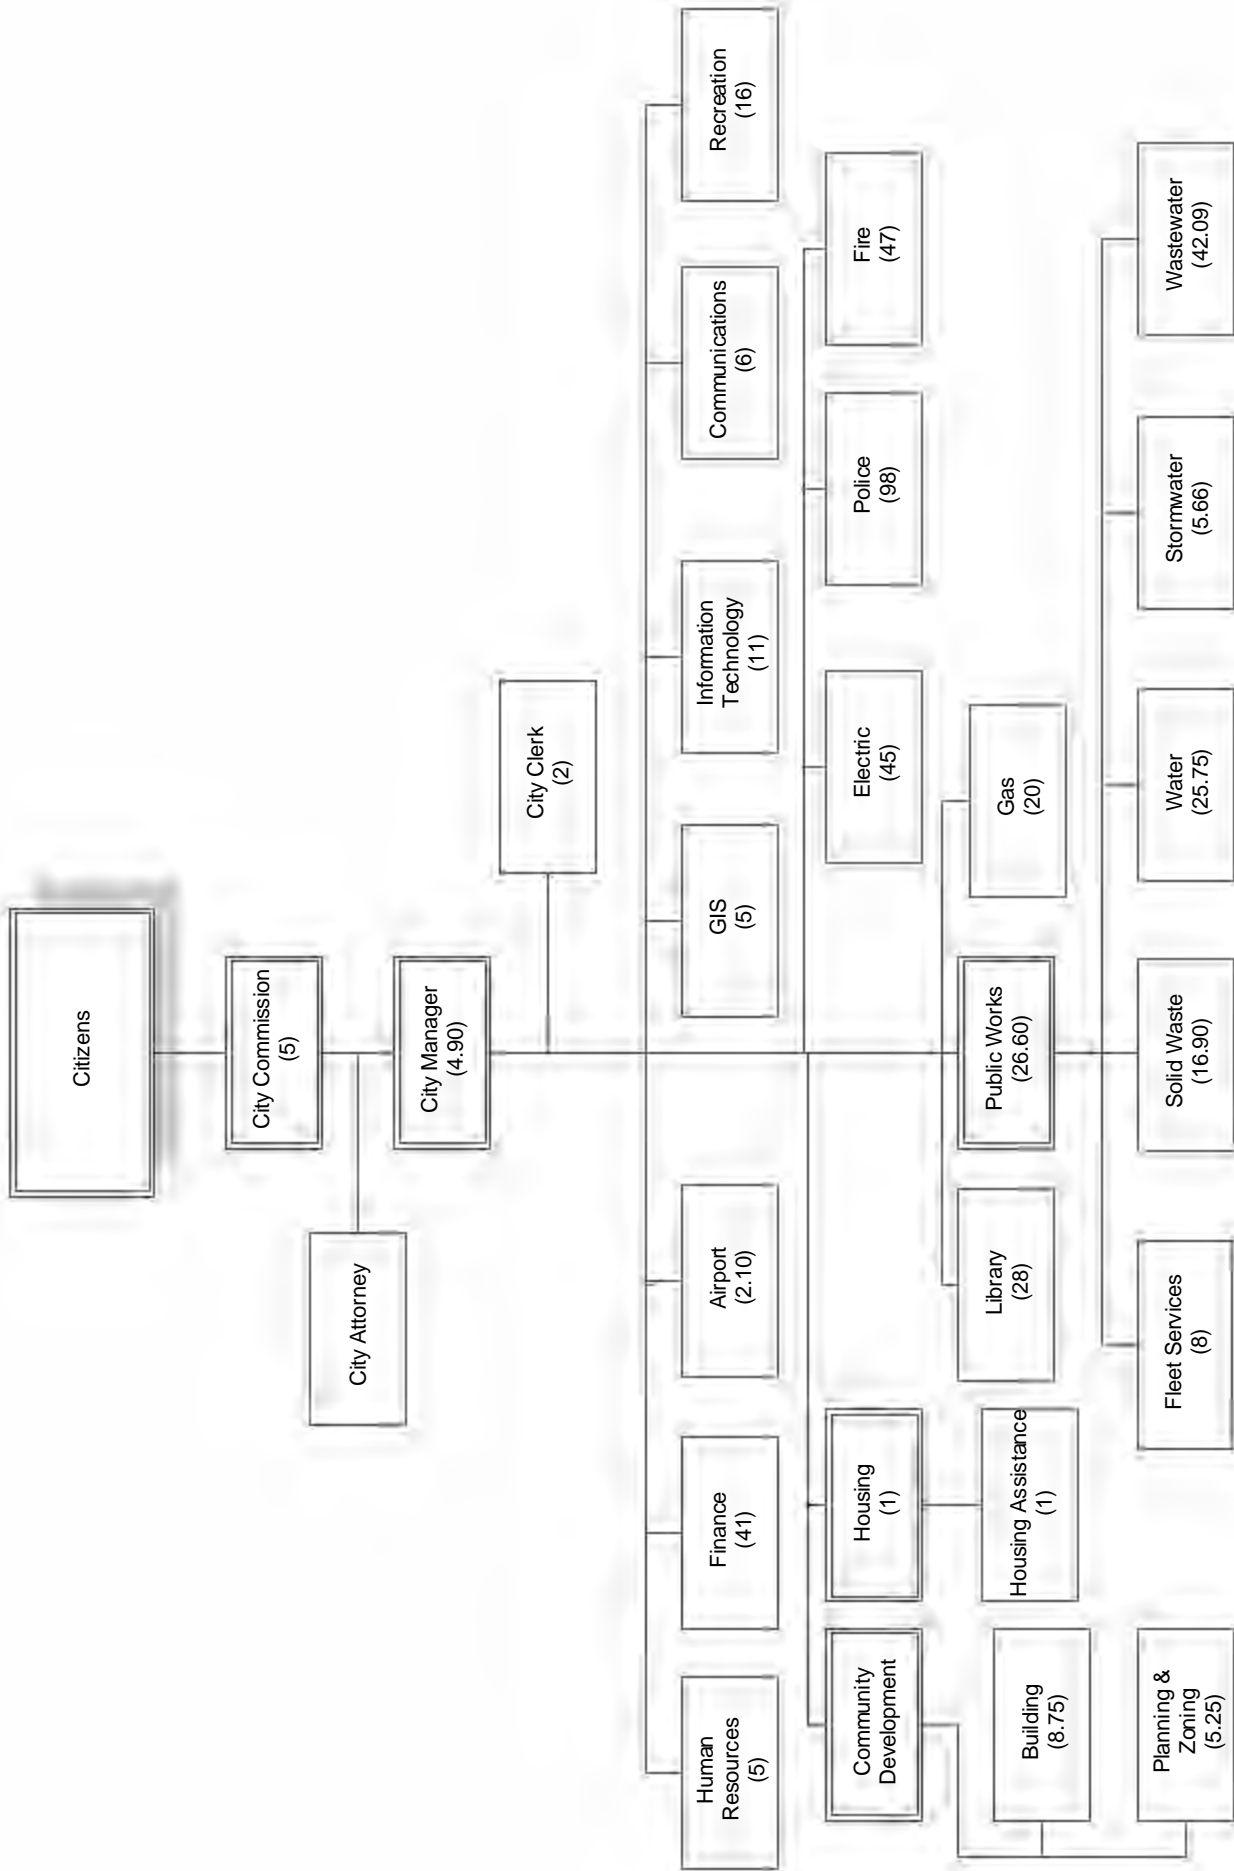 Citizens
City Commission
(5)
City Attorney
City Manager
(4.90)
City Clerk
(2)
Human
Resources
(5)
Finance
(41)
Airport
(2.10)
GIS
(5)
Information
Technology
(11)
Communications
(6)
Recreation
(16)
Community
Development
Housing
(1)
Electric
(45)
Police
(98)
Fire
(47)
Building
(8.75)
Housing Assistance
(1)
Library
(28)
Public Works
(26.60)
Gas
(20)
Planning &
Zoning
(5.25)
Fleet Services
(8)
Solid Waste
(16.90)
Water
(25.75)
Stormwater
(5.66)
Wastewater
(42.09)